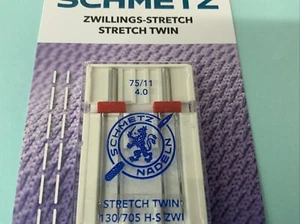 SCHMETZ
ZWILLINGS-STRETCH
STRETCH TWIN
75/11
4.0
SCHMETZ
NADELN
STRETCH TWIN
130/705 H-S ZWI